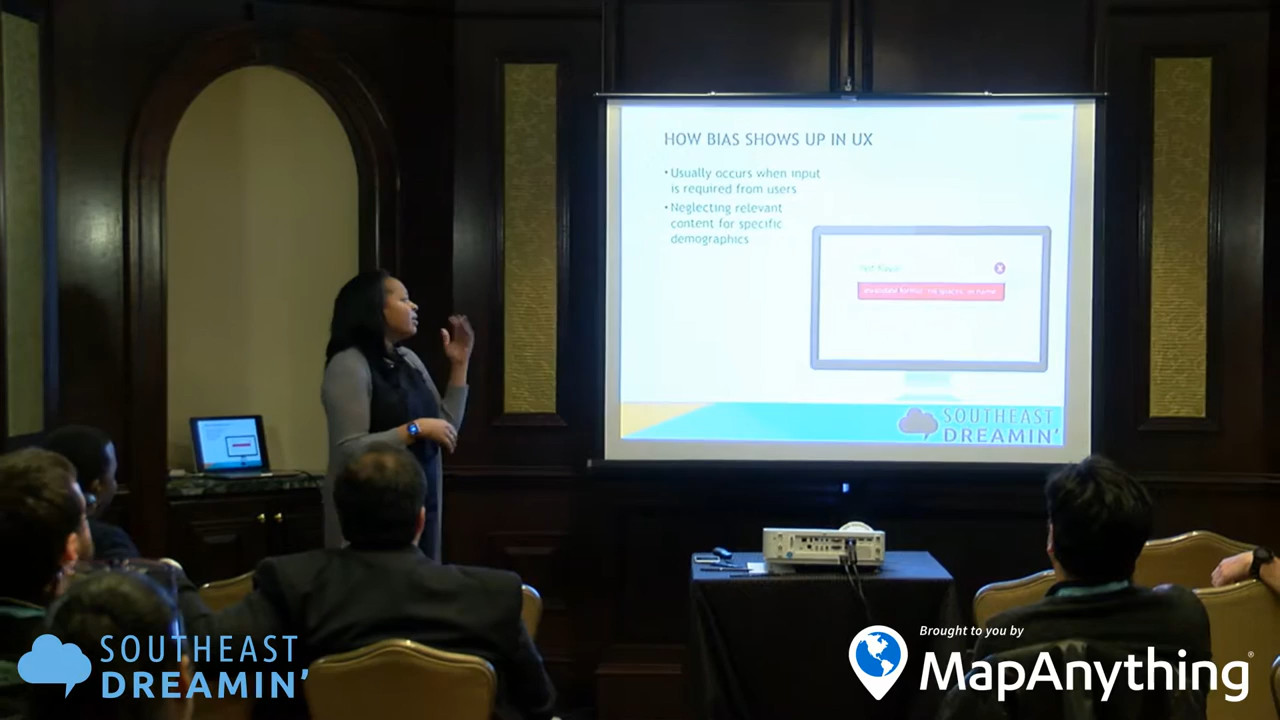 HOW BIAS SHOWS UP IN UX
• Usually occurs when input
is required from users
• Neglecting relevant
content for specific
demographics
X
SOUTHEAST
DREAMIN'
SOUTHEAST
DREAMIN'
Brought to you by
MapAnything®